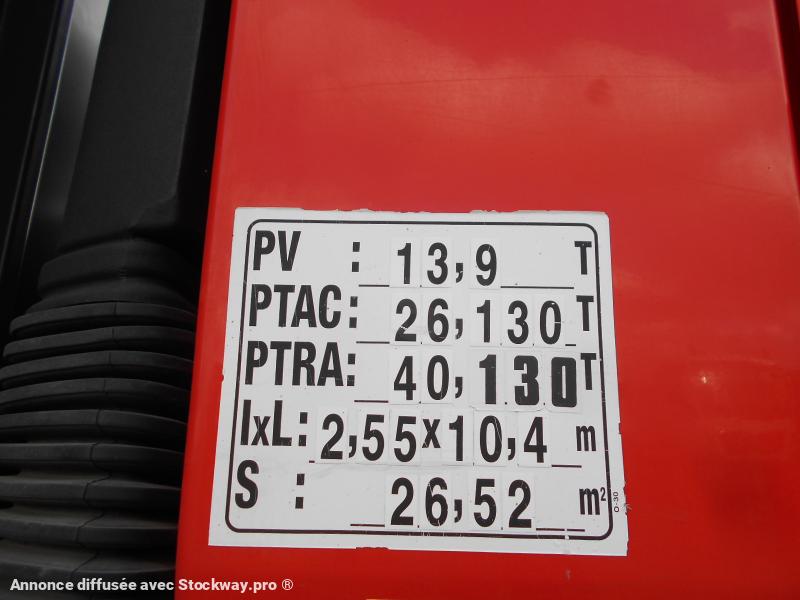 PV : 13,9 T
PTAC: 26,130 T
PTRA: 40,130 T
lxL: 2,55x10,4 m
S : 26,52 m²
O-30
Annonce diffusée avec Stockway.pro ®